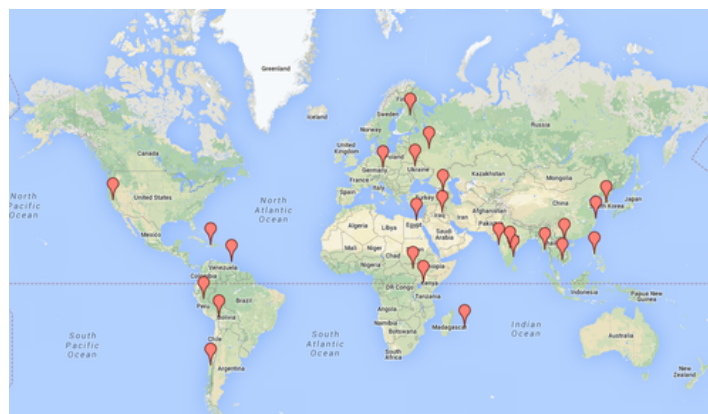 Greenland
Iceland
Sweden
Norway
Russia
Canada
United
Kingdom
Poland
Germany
Ukraine
Kazakhstan
Mongolia
France
Italy
Spain
Turkey
North
Pacific
Ocean
United States
North
Atlantic
Ocean
Iraq
Iran
Afghanistan
Pakistan
China
South Korea
Japan
Mexico
Algeria
Libya
Egypt
Saudi
Arabia
Mali
Niger
Chad
Nigeria
Ethiopia
Venezuela
Colombia
Kenya
DR Congo
Tanzania
Indonesia
Papua New
Guinea
Peru
Brazil
Bolivia
Angola
Namibia
Botswana
Madagascar
South
Pacific
Ocean
Chile
Argentina
South
Atlantic
Ocean
South
Africa
Indian
Ocean
Australia
New
Zealand